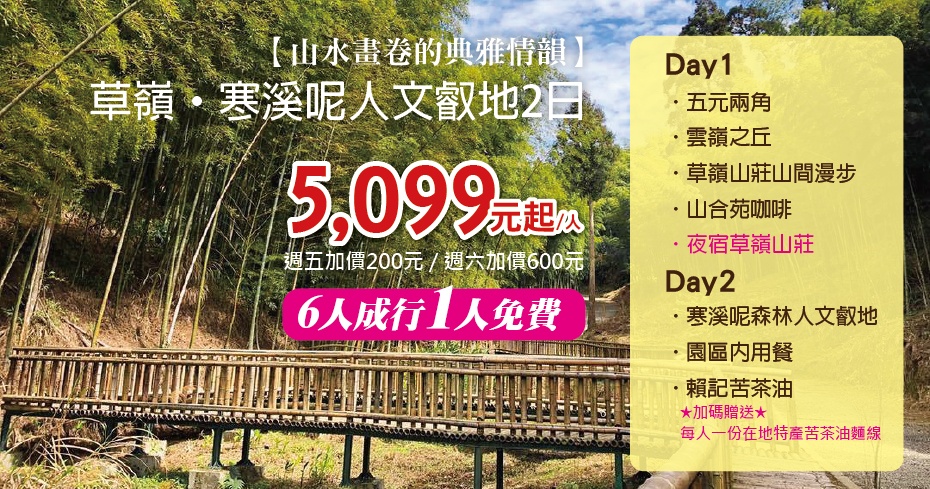 【山水畫卷的典雅情韻】
草嶺・寒溪呢人文叡地2日
5,099元起/人
週五加價200元 / 週六加價600元
6人成行1人免費
Day1
・五元兩角
・雲嶺之丘
・草嶺山莊山間漫步
・山合苑咖啡
・夜宿草嶺山莊
Day2
・寒溪呢森林人文叡地
・園區內用餐
・賴記苦茶油
★加碼贈送★
每人一份在地特產苦茶油麵線